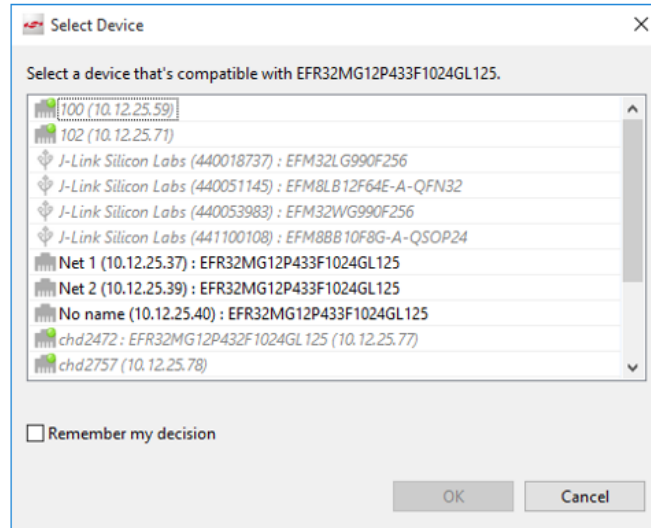 Select Device
Select a device that's compatible with EFR32MG12P433F1024GL125.
100 (10.12.25.59)
102 (10.12.25.71)
J-Link Silicon Labs (440018737) : EFM32LG990F256
J-Link Silicon Labs (440051145) : EFM8LB12F64E-A-QFN32
J-Link Silicon Labs (440053983) : EFM32WG990F256
J-Link Silicon Labs (441100108) : EFM8BB10F8G-A-QSOP24
Net 1 (10.12.25.37) : EFR32MG12P433F1024GL125
Net 2 (10.12.25.39) : EFR32MG12P433F1024GL125
No name (10.12.25.40) : EFR32MG12P433F1024GL125
chd2472 : EFR32MG12P432F1024GL125 (10.12.25.77)
chd2757 (10.12.25.78)
Remember my decision
OK Cancel